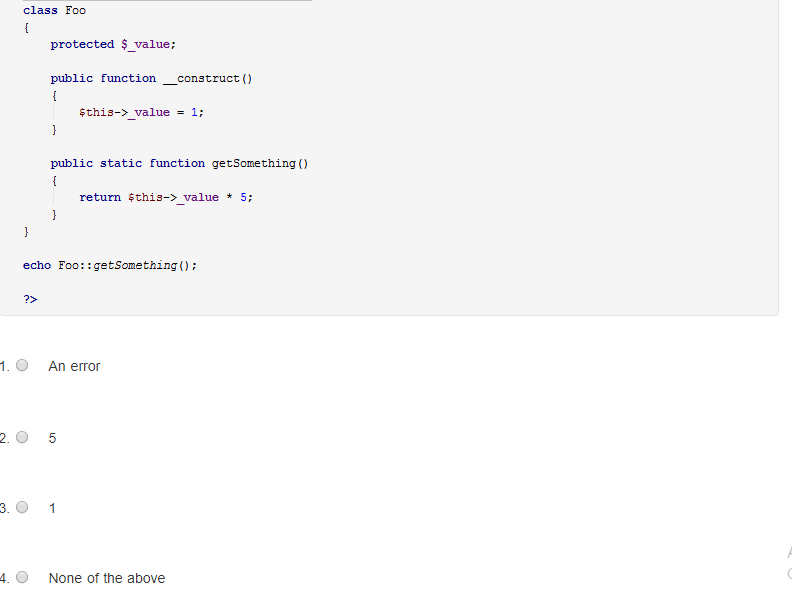 class Foo
{
protected $_value;
public function __construct()
{
$this->_value = 1;
}
public static function getSomething()
{
return $this->_value * 5;
}
}
echo Foo::getSomething();
?>
1. An error
2. 5
3. 1
4. None of the above